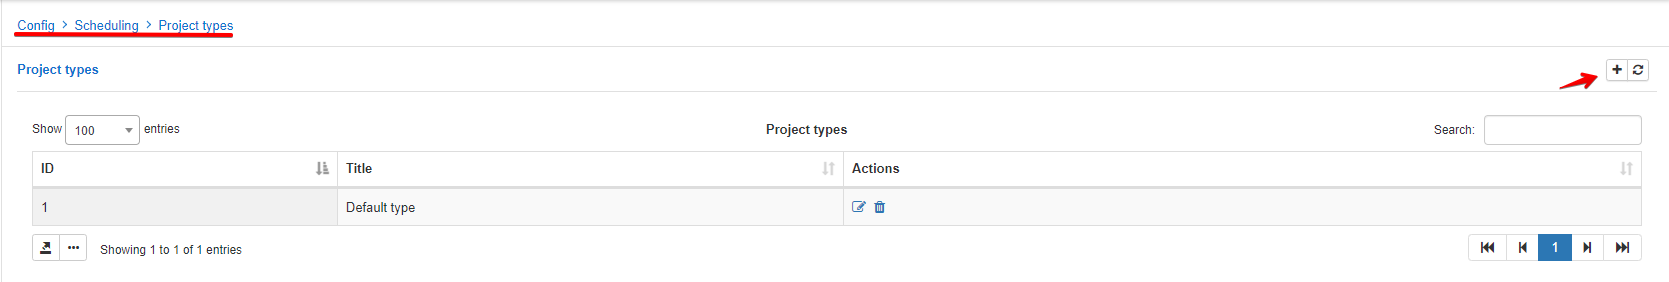 Config > Scheduling > Project types
Project types
Show 100 entries
Project types
Search:
ID Title Actions
1 Default type
Showing 1 to 1 of 1 entries
1